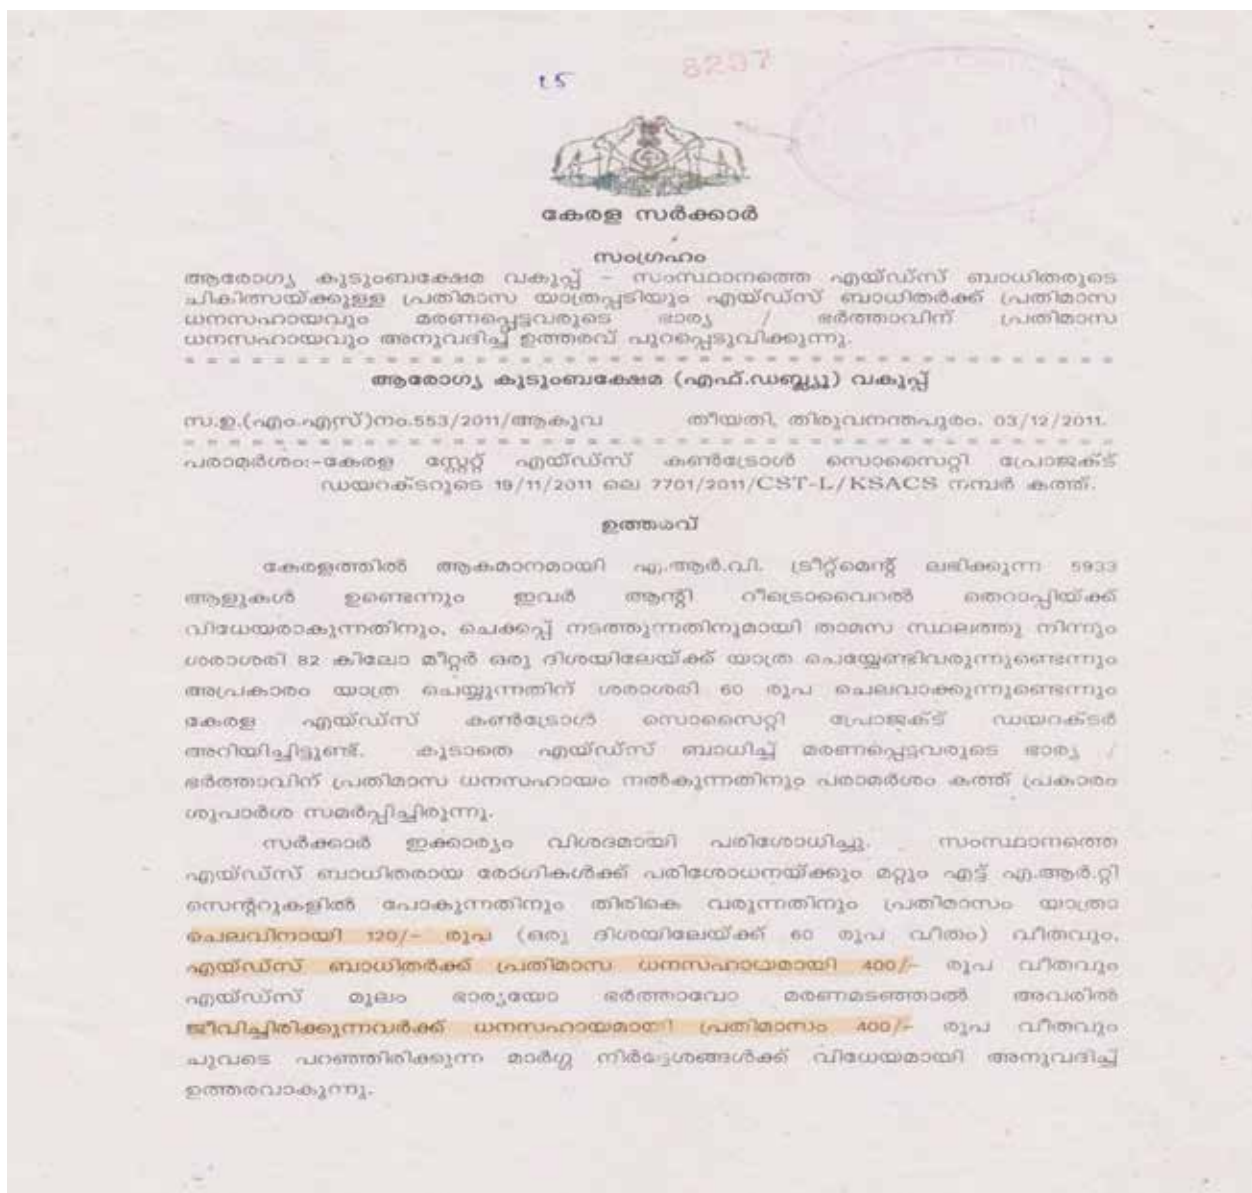 25
8297
കേരള സർക്കാർ
സംഗ്രഹം
ആരോഗ്യ കുടുംബക്ഷേമ വകുപ്പ് – സംസ്ഥാനത്തെ എയ്ഡ്സ് ബാധിതരുടെ
ചികിത്സയ്ക്കുള്ള പ്രതിമാസ യാത്രപ്പടിയും എയ്ഡ്സ് ബാധിതർക്ക് പ്രതിമാസ
ധനസഹായവും മരണപ്പെട്ടവരുടെ ഭാര്യ / ഭർത്താവിന് പ്രതിമാസ
ധനസഹായവും അനുവദിച്ച് ഉത്തരവ് പുറപ്പെടുവിക്കുന്നു.
ആരോഗ്യ കുടുംബക്ഷേമ (എഫ്.ഡബ്ല്യു) വകുപ്പ്
സ.ഉ.(എം.എസ്)നം.553/2011/ആകുവ തീയതി, തിരുവനന്തപുരം. 03/12/2011.
പരാമർശം:-കേരള സ്റ്റേറ്റ് എയ്ഡ്സ് കൺട്രോൾ സൊസൈറ്റി പ്രോജക്ട്
ഡയറക്ടറുടെ 19/11/2011 ലെ 7701/2011/CST-L/KSACS നമ്പർ കത്ത്.
ഉത്തരവ്
കേരളത്തിൽ ആകമാനമായി എ.ആർ.വി. ട്രീറ്റ്മെന്റ് ലഭിക്കുന്ന 5933
ആളുകൾ ഉണ്ടെന്നും ഇവർ ആന്റി റീട്രൊവൈറൽ തെറാപ്പിയ്ക്ക്
വിധേയരാകുന്നതിനും, ചെക്കപ്പ് നടത്തുന്നതിനുമായി താമസ സ്ഥലത്തു നിന്നും
ശരാശരി 82 കിലോ മീറ്റർ ഒരു ദിശയിലേയ്ക്ക് യാത്ര ചെയ്യേണ്ടിവരുന്നുണ്ടെന്നും
അപ്രകാരം യാത്ര ചെയ്യുന്നതിന് ശരാശരി 60 രൂപ ചെലവാക്കുന്നുണ്ടെന്നും
കേരള എയ്ഡ്സ് കൺട്രോൾ സൊസൈറ്റി പ്രോജക്ട് ഡയറക്ടർ
അറിയിച്ചിട്ടുണ്ട്. കൂടാതെ എയ്ഡ്സ് ബാധിച്ച് മരണപ്പെട്ടവരുടെ ഭാര്യ /
ഭർത്താവിന് പ്രതിമാസ ധനസഹായം നൽകുന്നതിനും പരാമർശം കത്ത് പ്രകാരം
ശുപാർശ സമർപ്പിച്ചിരുന്നു.
സർക്കാർ ഇക്കാര്യം വിശദമായി പരിശോധിച്ചു. സംസ്ഥാനത്തെ
എയ്ഡ്സ് ബാധിതരായ രോഗികൾക്ക് പരിശോധനയ്ക്കും മറ്റും എട്ട് എ.ആർ.റ്റി
സെന്ററുകളിൽ പോകുന്നതിനും തിരികെ വരുന്നതിനും പ്രതിമാസം യാത്രാ
ചെലവിനായി 120/- രൂപ (ഒരു ദിശയിലേയ്ക്ക് 60 രൂപ വീതം) വീതവും,
എയ്ഡ്സ് ബാധിതർക്ക് പ്രതിമാസ ധനസഹായമായി 400/- രൂപ വീതവും
എയ്ഡ്സ് മൂലം ഭാര്യയോ ഭർത്താവോ മരണമടഞ്ഞാൽ അവരിൽ
ജീവിച്ചിരിക്കുന്നവർക്ക് ധനസഹായമായി പ്രതിമാസം 400/- രൂപ വീതവും
ചുവടെ പറഞ്ഞിരിക്കുന്ന മാർഗ്ഗ നിർദ്ദേശങ്ങൾക്ക് വിധേയമായി അനുവദിച്ച്
ഉത്തരവാകുന്നു.